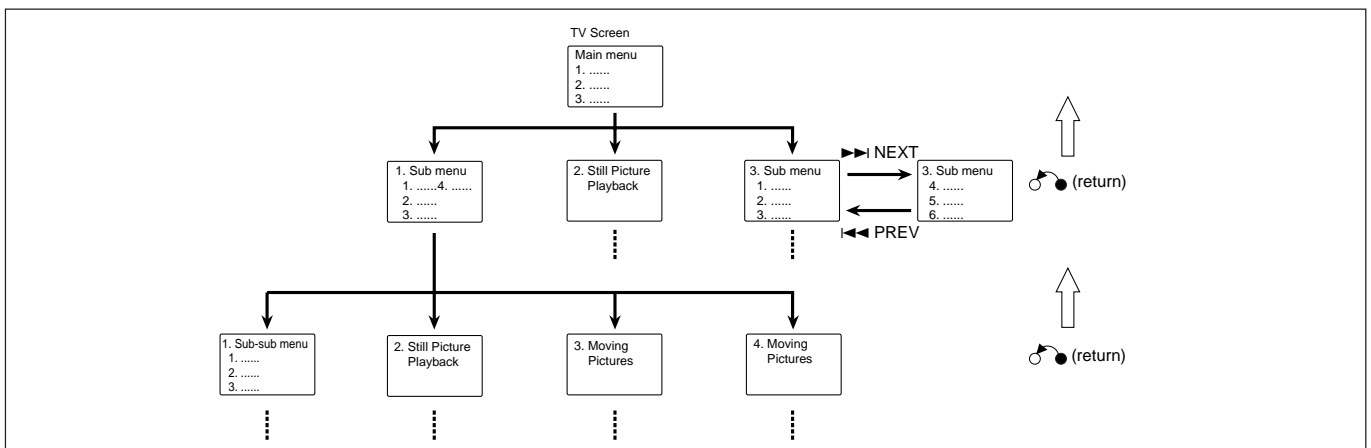 TV Screen
Main menu
1. ......
2. ......
3. ......
1. Sub menu
1. ......4. ......
2. ......
3. ......
2. Still Picture
Playback
3. Sub menu
1. ......
2. ......
3. ......
NEXT
PREV
3. Sub menu
4. ......
5. ......
6. ......
(return)
1. Sub-sub menu
1. ......
2. ......
3. ......
2. Still Picture
Playback
3. Moving
Pictures
4. Moving
Pictures
(return)